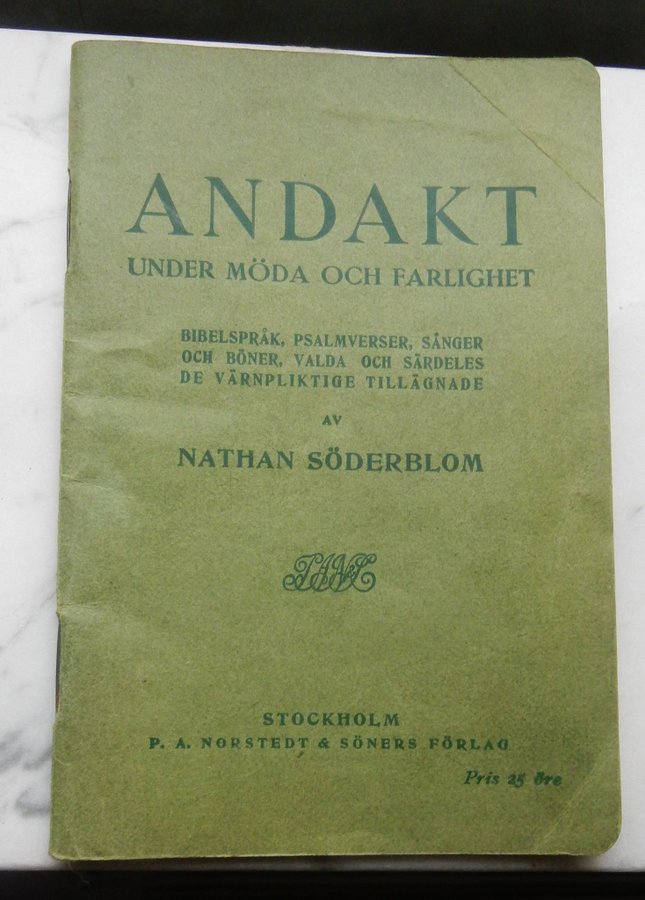 ANDAKT
UNDER MÖDA OCH FARLIGHET
BIBELSPRÅK, PSALMVERSER, SÅNGER
OCH BÖNER, VALDA OCH SÄRDELES
DE VÄRNPLIKTIGE TILLÄGNADE
AV
NATHAN SÖDERBLOM
STOCKHOLM
P. A. NORSTEDT & SÖNERS FÖRLAG
Pris 25 öre